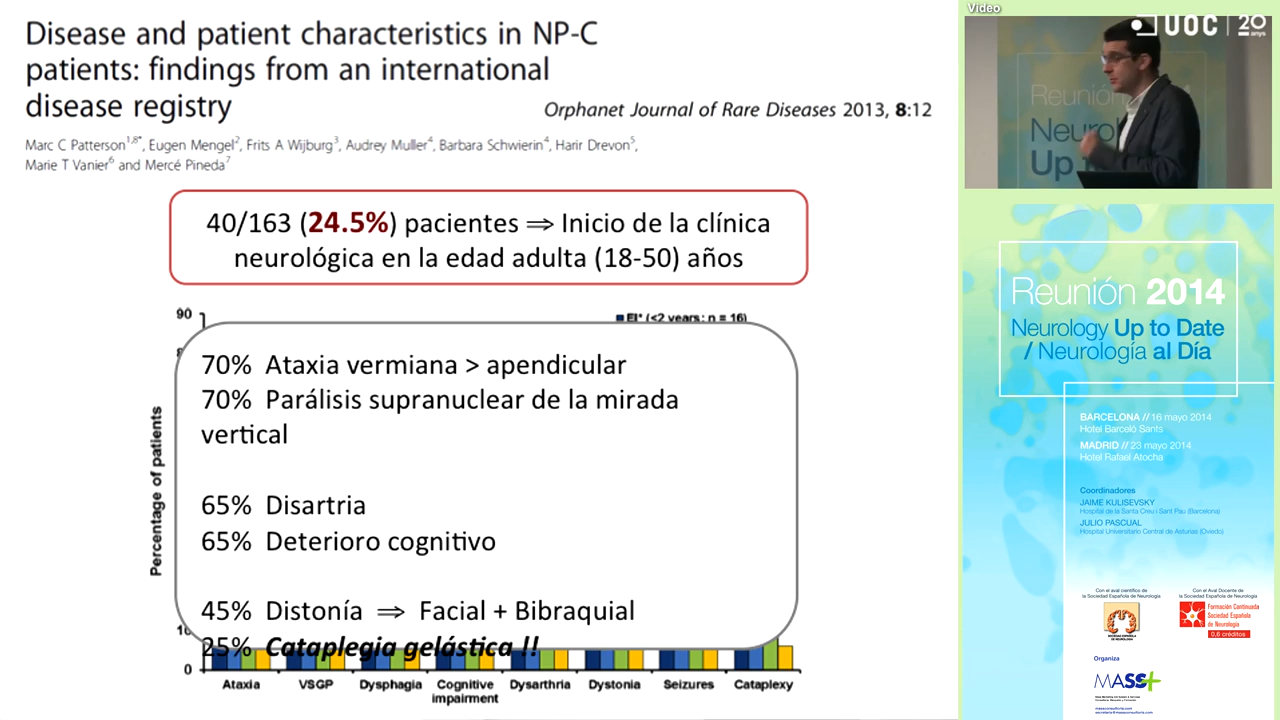 Disease and patient characteristics in NP-C
patients: findings from an international
disease registry
Orphanet Journal of Rare Diseases 2013, 8:12
Marc C Patterson1,8*, Eugen Mengel2, Frits A Wijburg3, Audrey Muller4, Barbara Schwierin4, Harir Drevon5,
Marie T Vanier6 and Mercé Pineda7
40/163 (24.5%) pacientes ⇒ Inicio de la clínica
neurológica en la edad adulta (18-50) años
90
EI* (<2 years; n = 16)
70% Ataxia vermiana > apendicular
70% Parálisis supranuclear de la mirada
vertical
65% Disartria
65% Deterioro cognitivo
45% Distonía ⇒ Facial + Bibraquial
25% Cataplegia gelástica !!
0
Percentage of patients
Ataxia VSGP Dysphagia Cognitive impairment Dysarthria Dystonia Seizures Cataplexy
Video
UOC 20 anys
Reunión
Neurol
Up
Reunión 2014
Neurology Up to Date
/ Neurología al Día
BARCELONA // 16 mayo 2014
Hotel Barceló Sants
MADRID // 23 mayo 2014
Hotel Rafael Atocha
Coordinadores
JAIME KULISEVSKY
Hospital de la Santa Creu i Sant Pau (Barcelona)
JULIO PASCUAL
Hospital Universitario Central de Asturias (Oviedo)
Con el aval científico de
la Sociedad Española de Neurología
Con el Aval Docente de
la Sociedad Española de Neurología
SOCIEDAD ESPAÑOLA
DE NEUROLOGÍA
Formación Continuada
Sociedad Española
de Neurología
0,6 créditos
Organiza
MASS+